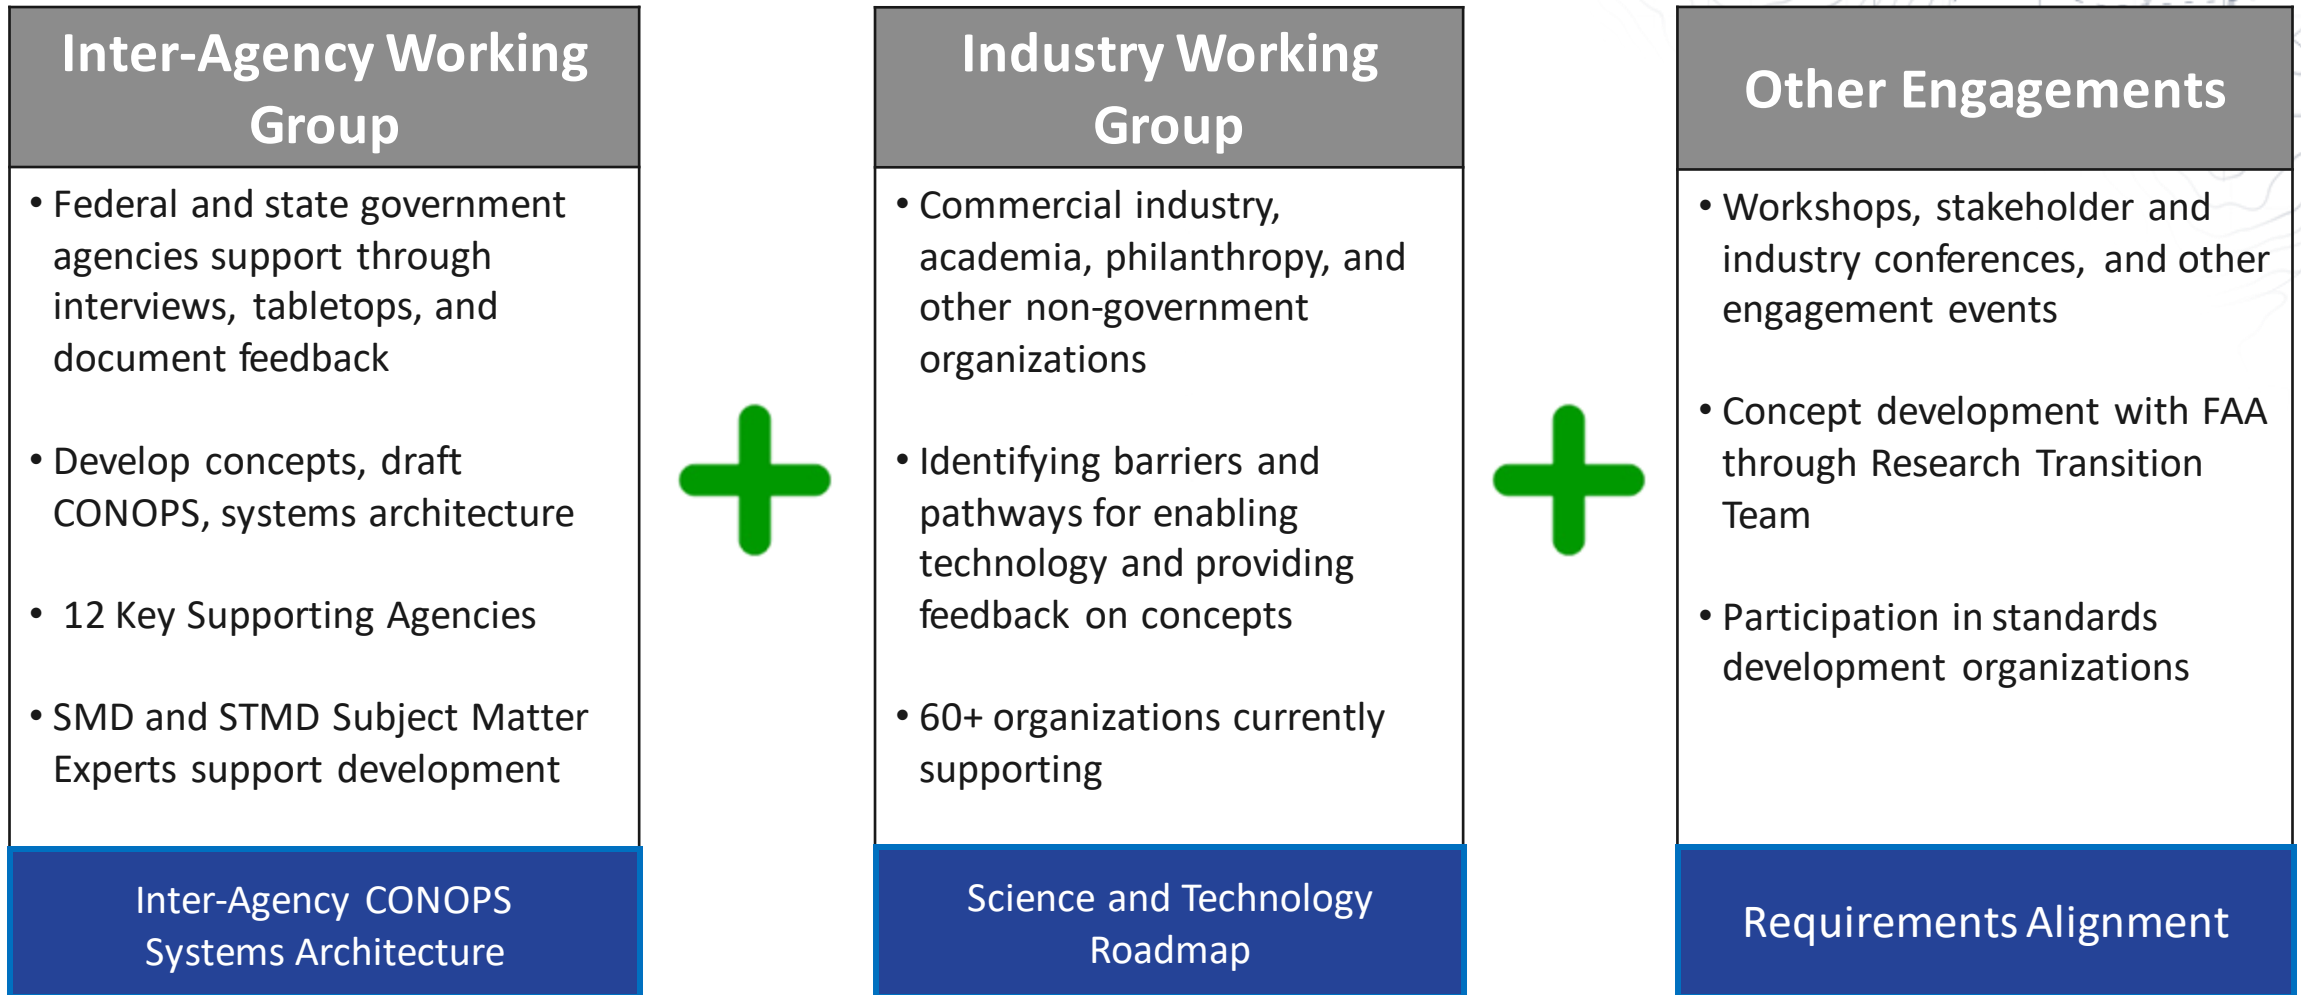 Inter-Agency Working
Group
• Federal and state government
agencies support through
interviews, tabletops, and
document feedback
• Develop concepts, draft
CONOPS, systems architecture
• 12 Key Supporting Agencies
• SMD and STMD Subject Matter
Experts support development
Inter-Agency CONOPS
Systems Architecture
Industry Working
Group
• Commercial industry,
academia, philanthropy, and
other non-government
organizations
• Identifying barriers and
pathways for enabling
technology and providing
feedback on concepts
• 60+ organizations currently
supporting
Science and Technology
Roadmap
Other Engagements
• Workshops, stakeholder and
industry conferences, and other
engagement events
• Concept development with FAA
through Research Transition
Team
• Participation in standards
development organizations
Requirements Alignment